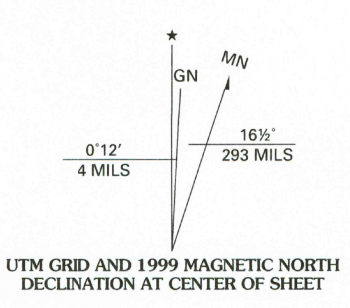 ★
GN
MN
0°12'
4 MILS
16½°
293 MILS
UTM GRID AND 1999 MAGNETIC NORTH
DECLINATION AT CENTER OF SHEET